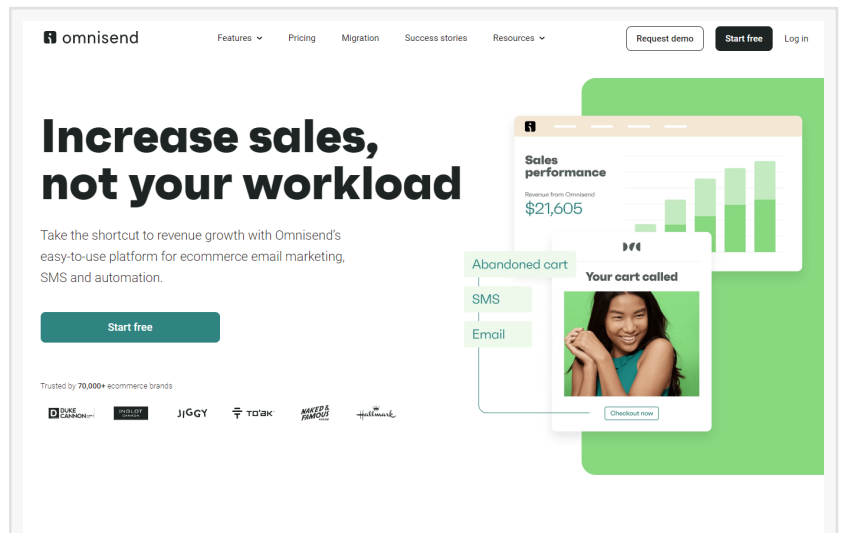 omnisend
Features
Pricing
Migration
Success stories
Resources
Request demo
Start free
Log in
Increase sales,
not your workload
Take the shortcut to revenue growth with Omnisend's
easy-to-use platform for ecommerce email marketing,
SMS and automation.
Start free
Trusted by 70,000+ ecommerce brands
DUKE
CANNON
INGLOT
CANADA
JIGGY
TO'AK
NAKED &
FAMOUS
DENIM
Hallmark
Sales
performance
Revenue from Omnisend
$21,605
Abandoned cart
SMS
Email
Your cart called
Checkout now